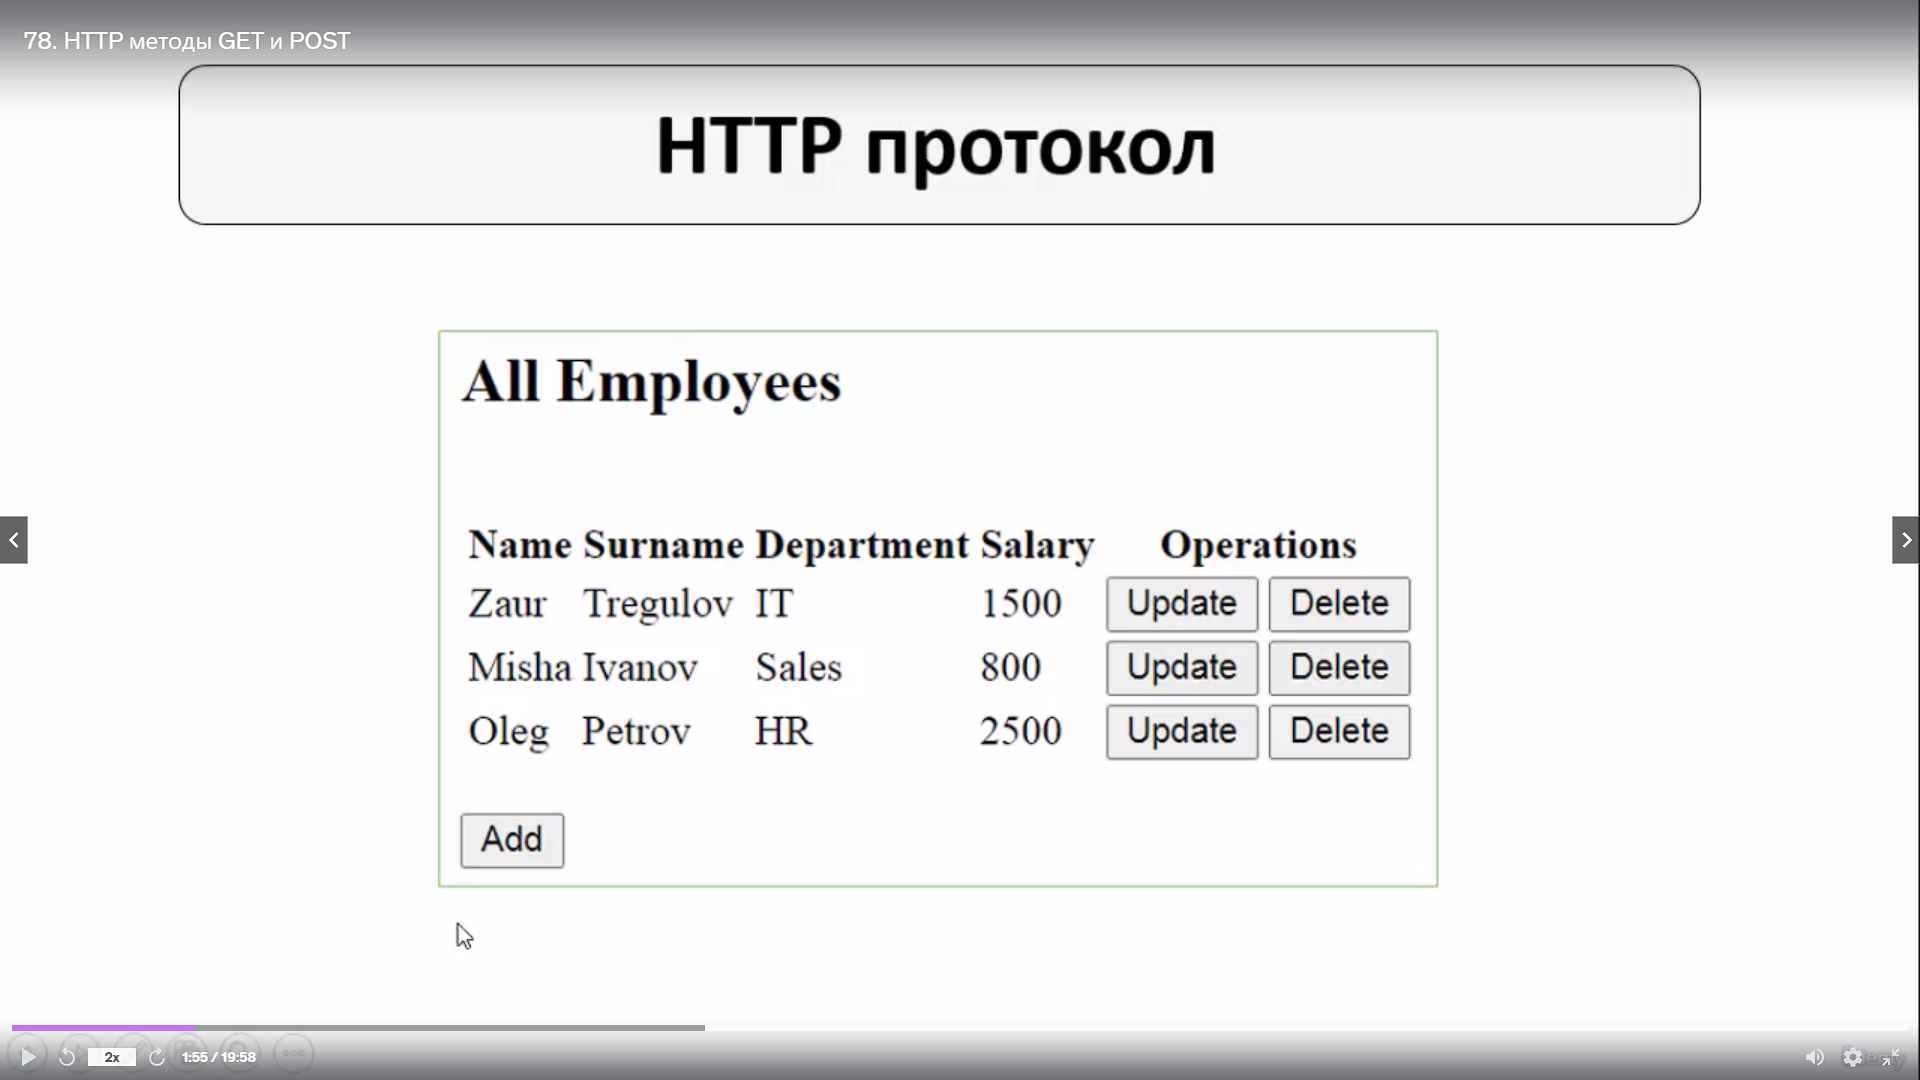 78. HTTP методы GET и POST
HTTP протокол
All Employees
Name Surname Department Salary Operations
Zaur Tregulov IT 1500 Update Delete
Misha Ivanov Sales 800 Update Delete
Oleg Petrov HR 2500 Update Delete
Add
2x 1:55 / 19:58